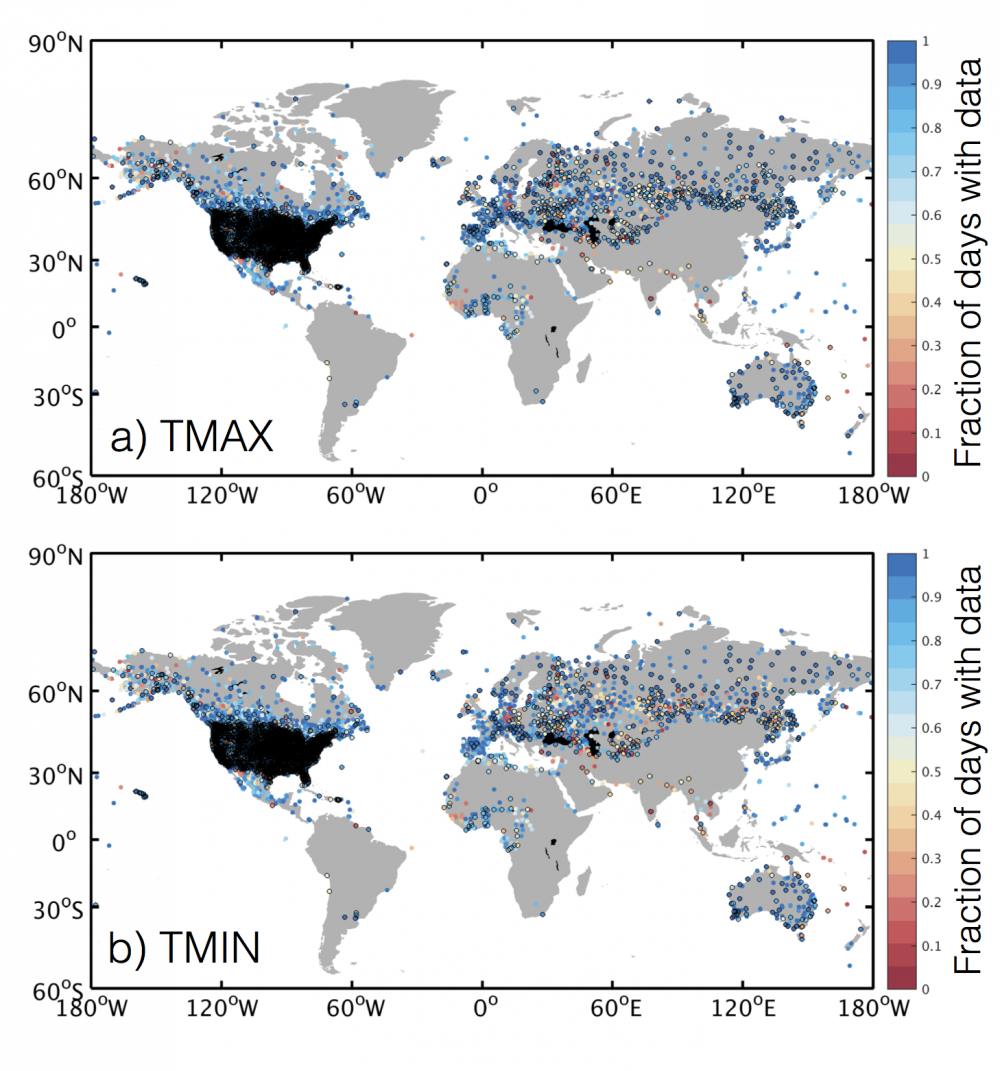 90°N
60°N
30°N
0°
30°S
60°S
180°W
120°W
60°W
0°
60°E
120°E
180°W
a) TMAX
1
0.9
0.8
0.7
0.6
0.5
0.4
0.3
0.2
0.1
0
Fraction of days with data
90°N
60°N
30°N
0°
30°S
60°S
180°W
120°W
60°W
0°
60°E
120°E
180°W
b) TMIN
1
0.9
0.8
0.7
0.6
0.5
0.4
0.3
0.2
0.1
0
Fraction of days with data